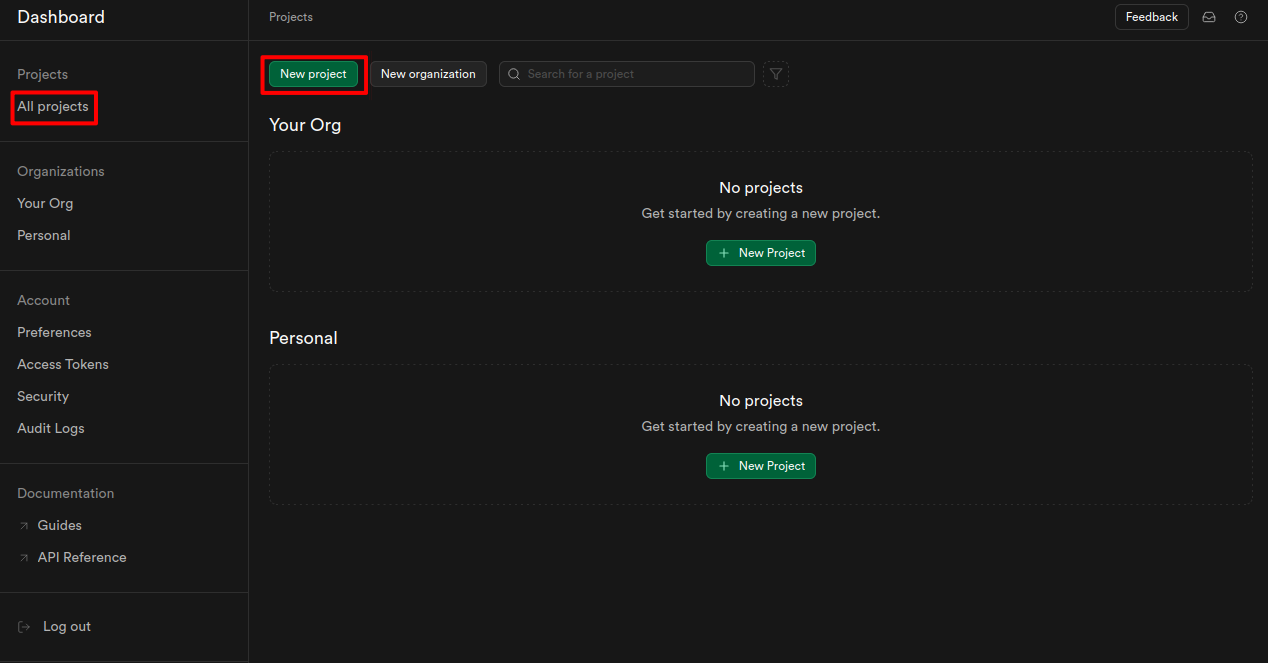 Dashboard
Projects
All projects
Organizations
Your Org
Personal
Account
Preferences
Access Tokens
Security
Audit Logs
Documentation
Guides
API Reference
Log out
Projects
Feedback
New project
New organization
Search for a project
Your Org
No projects
Get started by creating a new project.
New Project
Personal
No projects
Get started by creating a new project.
New Project